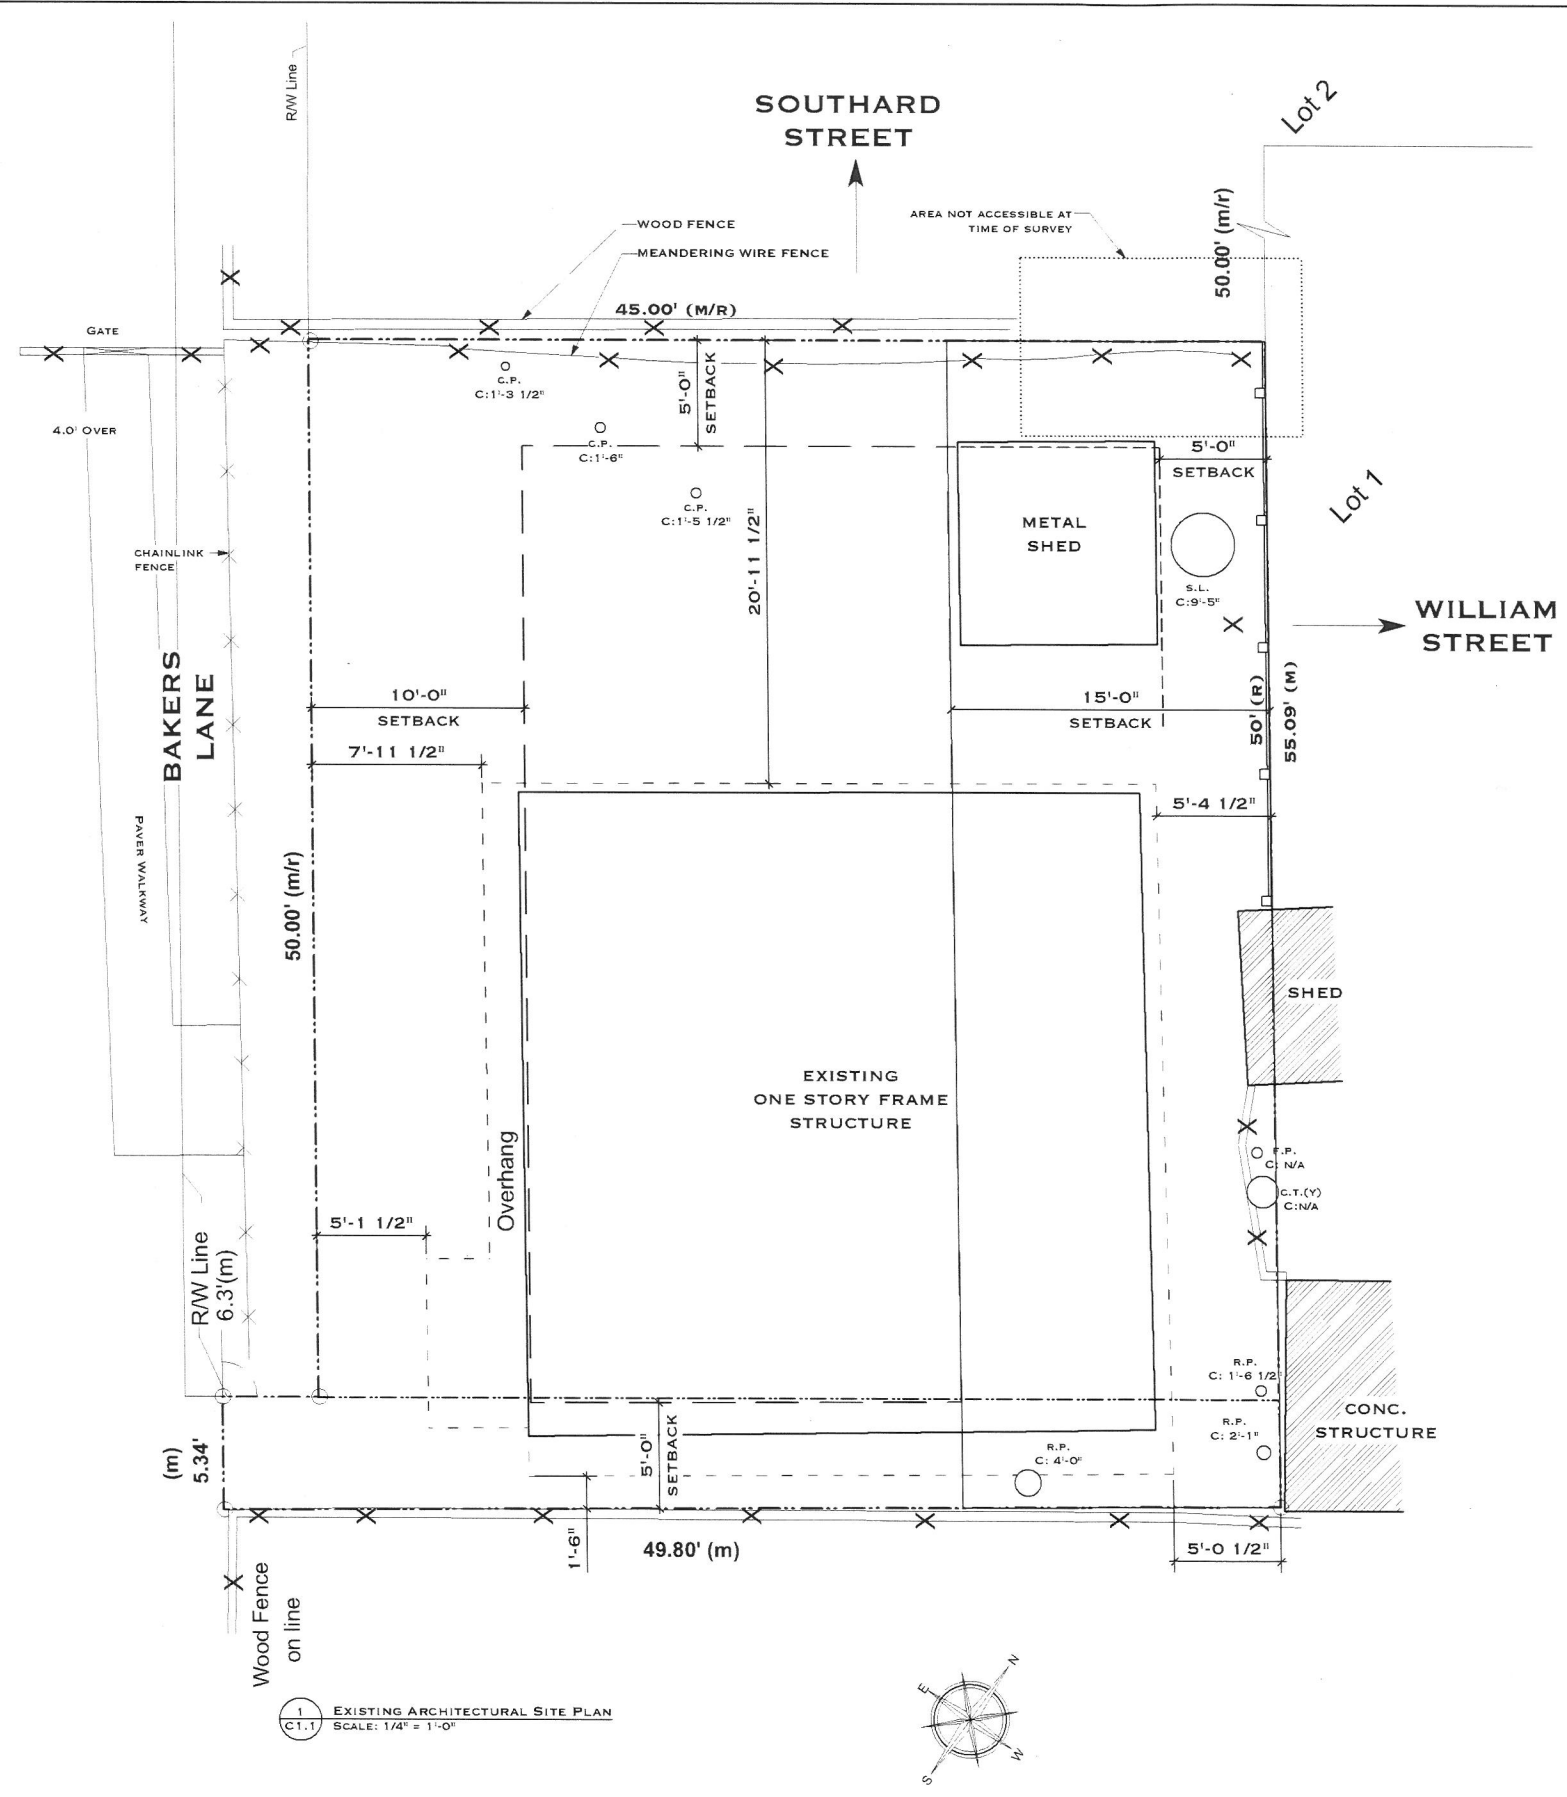 R/W Line
SOUTHARD
STREET
Lot 2
50.00' (m/r)
AREA NOT ACCESSIBLE AT
TIME OF SURVEY
WOOD FENCE
MEANDERING WIRE FENCE
45.00' (M/R)
GATE
4.0' OVER
C.P.
C:1'-3 1/2"
C.P.
C:1'-6"
C.P.
C:1'-5 1/2"
5'-0"
SETBACK
20'-11 1/2"
METAL
SHED
5'-0"
SETBACK
Lot 1
S.L.
C:9'-5"
WILLIAM
STREET
CHAINLINK
FENCE
BAKERS
LANE
10'-0"
SETBACK
15'-0"
SETBACK
50' (R)
55.09' (M)
7'-11 1/2"
5'-4 1/2"
PAVER WALKWAY
50.00' (m/r)
SHED
EXISTING
ONE STORY FRAME
STRUCTURE
Overhang
F.P.
C: N/A
C.T.(Y)
C:N/A
5'-1 1/2"
R/W Line
6.3'(m)
R.P.
C: 1'-6 1/2"
R.P.
C: 2'-1"
CONC.
STRUCTURE
(m)
5.34'
5'-0"
SETBACK
R.P.
C: 4'-0"
1'-6"
49.80' (m)
5'-0 1/2"
Wood Fence
on line
1
C1.1
EXISTING ARCHITECTURAL SITE PLAN
SCALE: 1/4" = 1'-0"
N
E
W
S